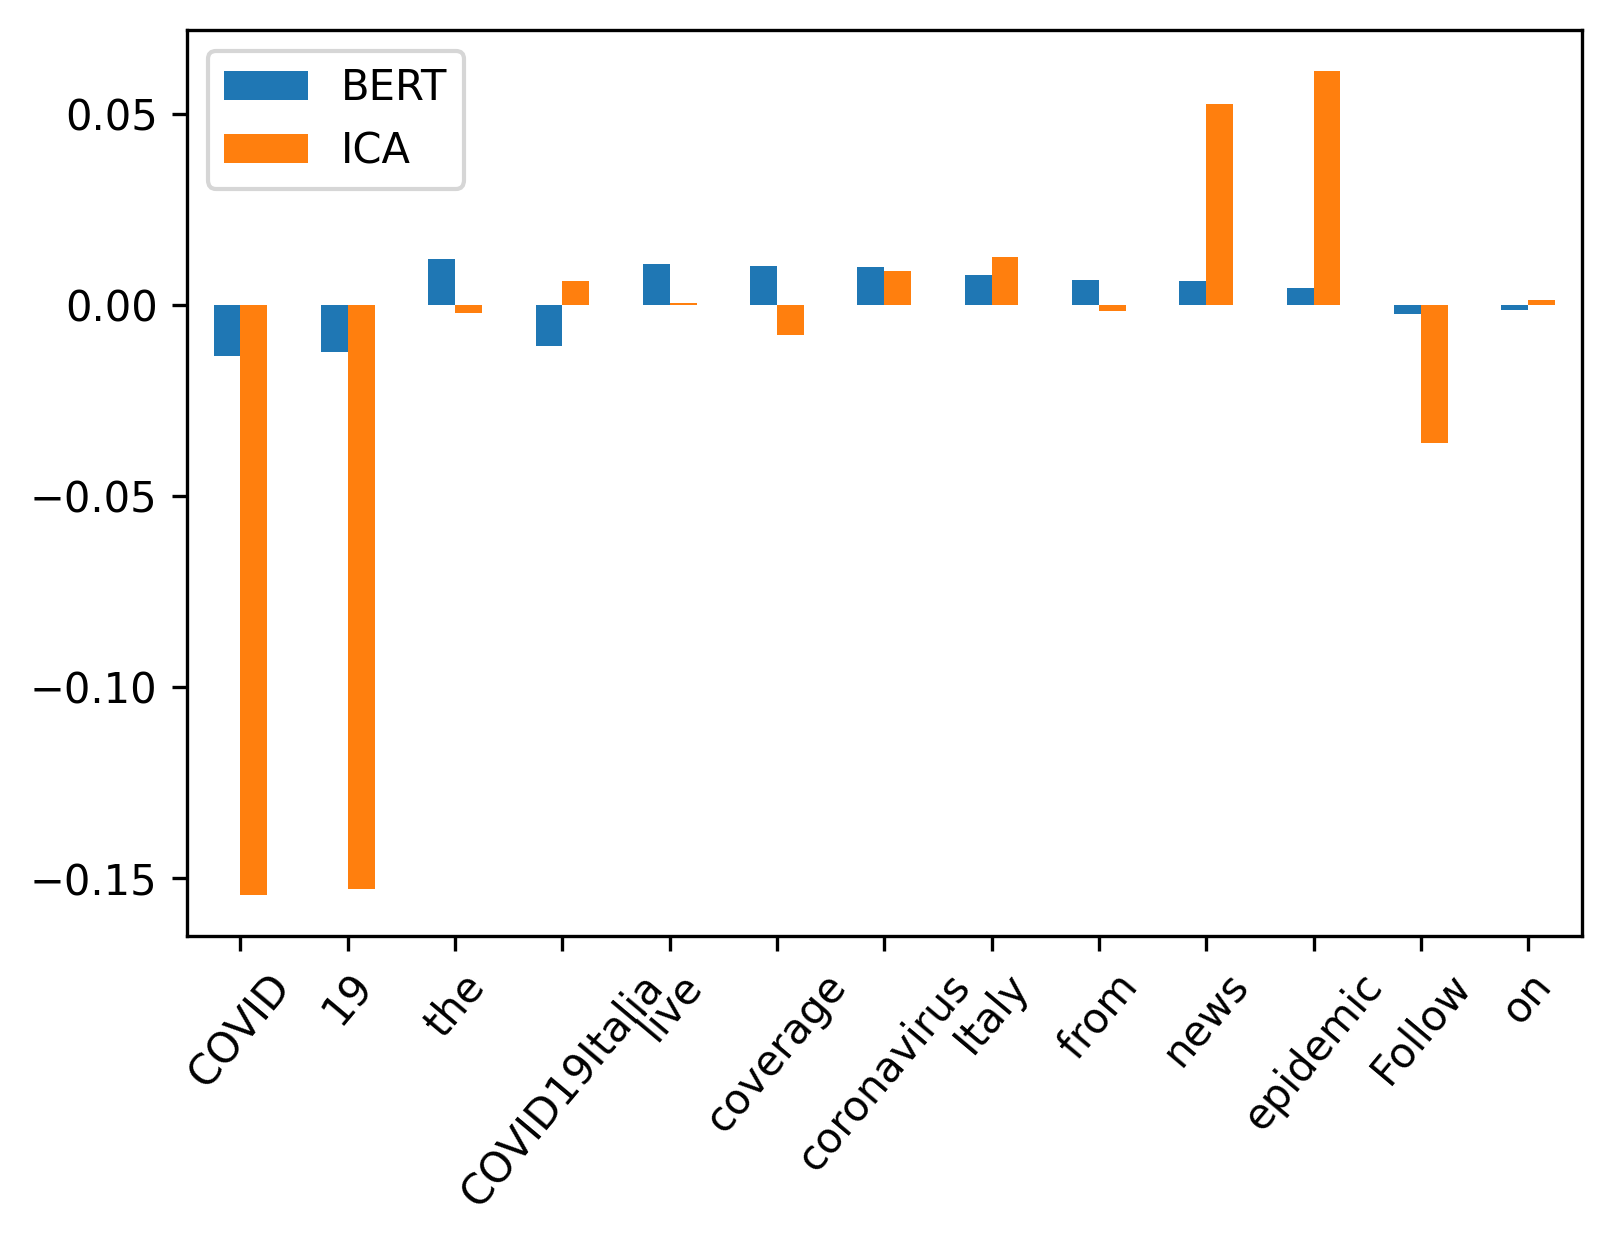 BERT
ICA
0.05
0.00
−0.05
−0.10
−0.15
COVID
19
the
COVID19Italia
live
coverage
coronavirus
Italy
from
news
epidemic
Follow
on